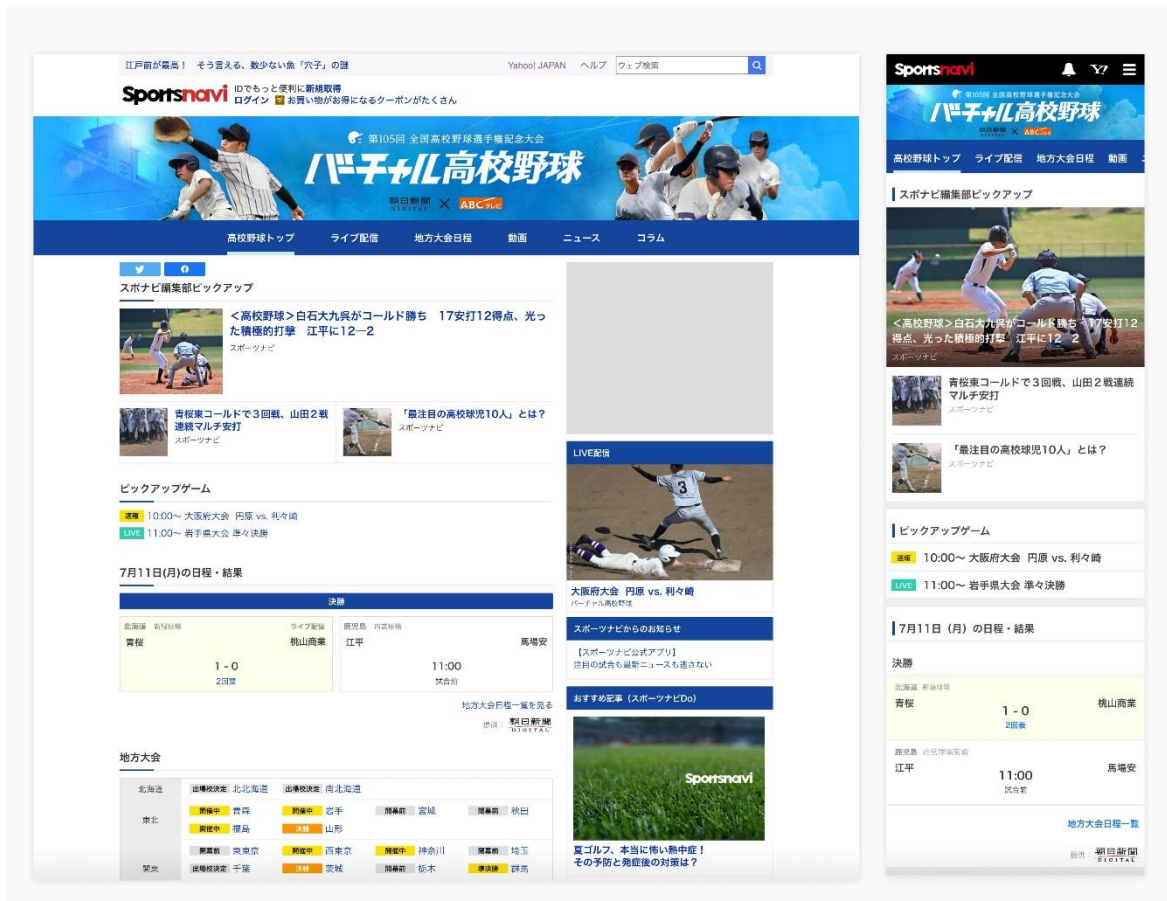 江戸前が最高！ そう言える、数少ない魚「穴子」の謎
Yahoo! JAPAN ヘルプ ウェブ検索
Sportsnavi
IDでもっと便利に新規取得
ログイン お買い物がお得になるクーポンがたくさん
第105回 全国高校野球選手権記念大会
バーチャル高校野球
朝日新聞 DIGITAL × ABCテレビ
高校野球トップ ライブ配信 地方大会日程 動画 ニュース コラム
スポナビ編集部ピックアップ
＜高校野球＞白石大九呉がコールド勝ち 17安打12得点、光っ
た積極的打撃 江平に12―2
スポーツナビ
青桜東コールドで３回戦、山田２戦
連続マルチ安打
スポーツナビ
「最注目の高校球児10人」とは？
スポーツナビ
ピックアップゲーム
速報 10:00〜 大阪府大会 円原 vs. 利々崎
LIVE 11:00〜 岩手県大会 準々決勝
7月11日(月)の日程・結果
決勝
北海道 ライブ配信
青桜 桃山商業
1 - 0
2回裏
鹿児島
江平 馬場安
11:00
試合前
地方大会日程一覧を見る
提供： 朝日新聞 DIGITAL
地方大会
北海道 出場校決定 北北海道 出場校決定 南北海道
東北 開催中 青森 開催中 岩手 開幕前 宮城 開幕前 秋田
開催中 福島 決勝 山形
関東 開幕前 東東京 開催中 西東京 開催中 神奈川 開幕前 埼玉
出場校決定 千葉 決勝 茨城 開幕前 栃木 準決勝 群馬
LIVE配信
3
大阪府大会 円原 vs. 利々崎
バーチャル高校野球
スポーツナビからのお知らせ
【スポーツナビ公式アプリ】
注目の試合も最新ニュースも逃さない
おすすめ記事（スポーツナビDo）
Sportsnavi
夏ゴルフ、本当に怖い熱中症！
その予防と発症後の対策は？
Sportsnavi
第105回 全国高校野球選手権記念大会
バーチャル高校野球
朝日新聞 DIGITAL × ABCテレビ
高校野球トップ ライブ配信 地方大会日程 動画
スポナビ編集部ピックアップ
＜高校野球＞白石大九呉がコールド勝ち 17安打12
得点、光った積極的打撃 江平に12 2
スポーツナビ
青桜東コールドで３回戦、山田２戦連続
マルチ安打
スポーツナビ
「最注目の高校球児10人」とは？
スポーツナビ
ピックアップゲーム
速報 10:00〜 大阪府大会 円原 vs. 利々崎
LIVE 11:00〜 岩手県大会 準々決勝
7月11日（月）の日程・結果
決勝
北海道
青桜 桃山商業
1 - 0
2回表
鹿児島
江平 馬場安
11:00
試合前
地方大会日程一覧
提供： 朝日新聞 DIGITAL